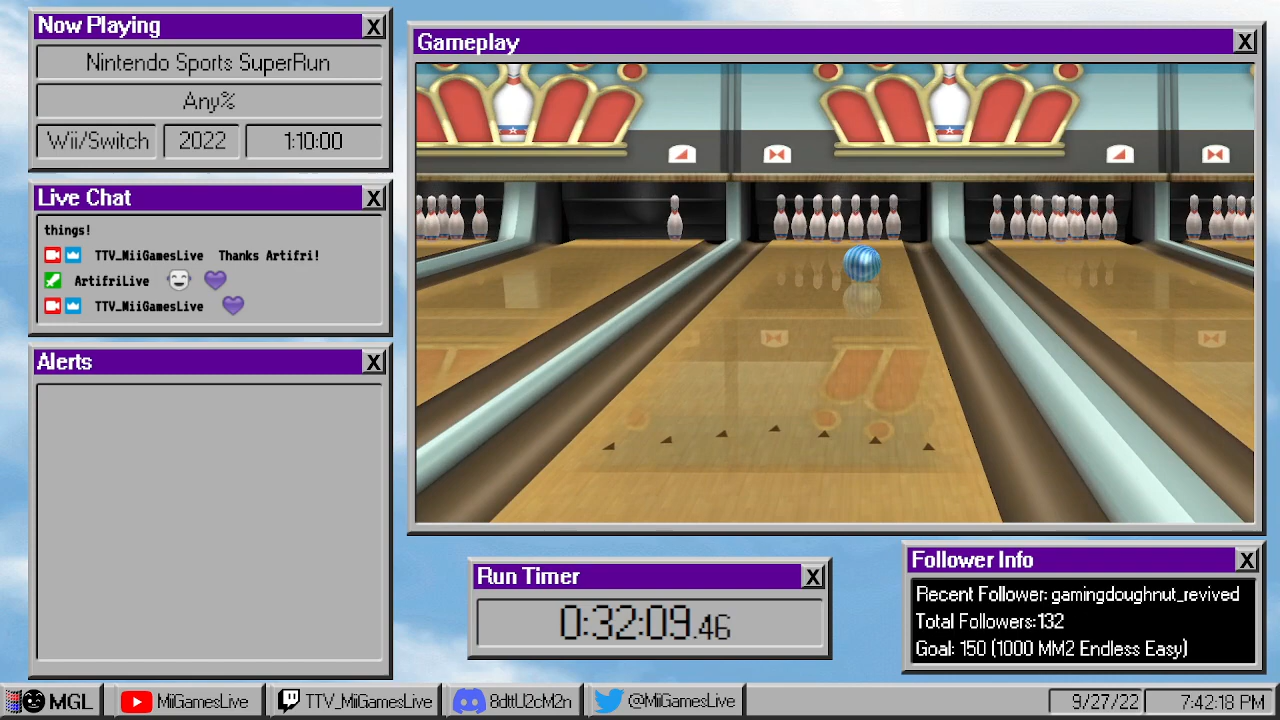 Now Playing
X
Nintendo Sports SuperRun
Any%
Wii/Switch
2022
1:10:00
Live Chat
X
things!
TTV_MiiGamesLive Thanks Artifri!
ArtifriLive
TTV_MiiGamesLive
Alerts
X
Gameplay
X
Run Timer
X
0:32:09.46
Follower Info
X
Recent Follower: gamingdoughnut_revived
Total Followers:132
Goal: 150 (1000 MM2 Endless Easy)
MGL
MiiGamesLive
TTV_MiiGamesLive
8dttU2cM2n
@MiiGamesLive
9/27/22
7:42:18 PM